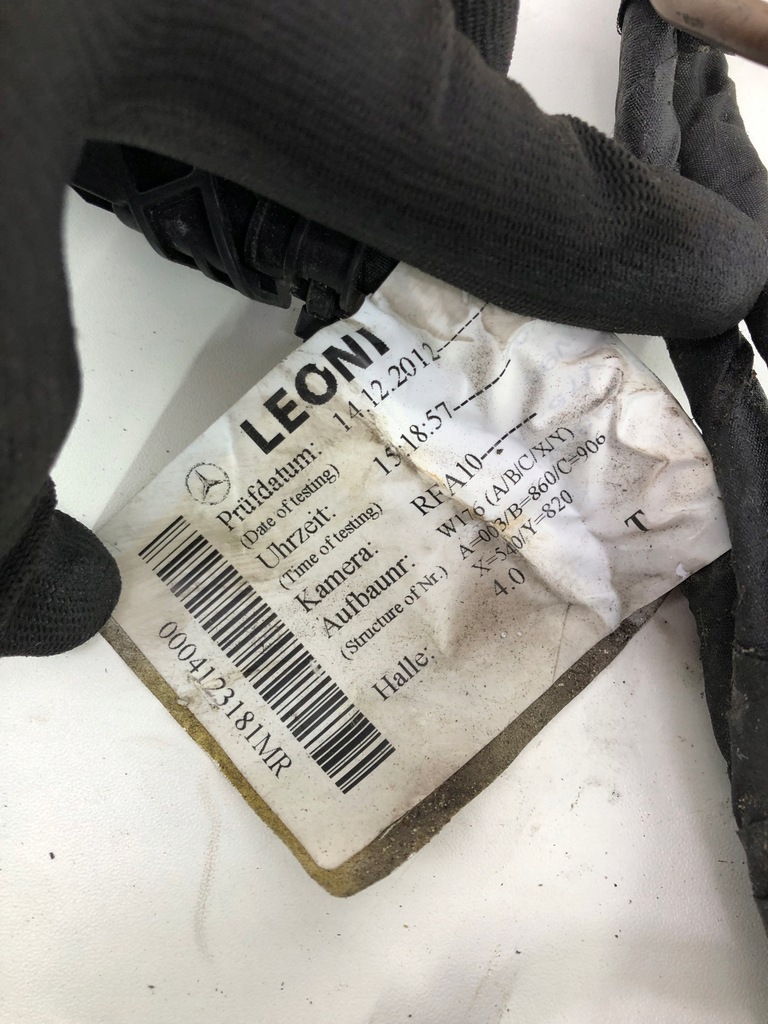 LEONI
Prüfdatum: 14.12.2012-----
(Date of testing)
Uhrzeit: 15:18:57------
(Time of testing)
Kamera: RFA10------
Aufbaunr: W176 (A/B/C/X/Y)
(Structure of Nr.) A=003/B=860/C=906
X=540/Y=820
4.0
Halle: T
0004123181MR